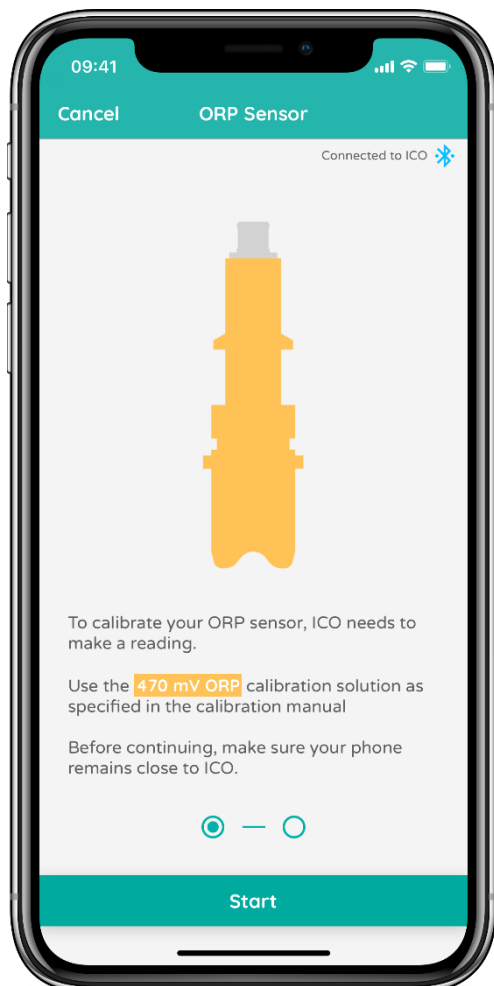 09:41
Cancel ORP Sensor
Connected to ICO
To calibrate your ORP sensor, ICO needs to
make a reading.
Use the 470 mV ORP calibration solution as
specified in the calibration manual
Before continuing, make sure your phone
remains close to ICO.
Start